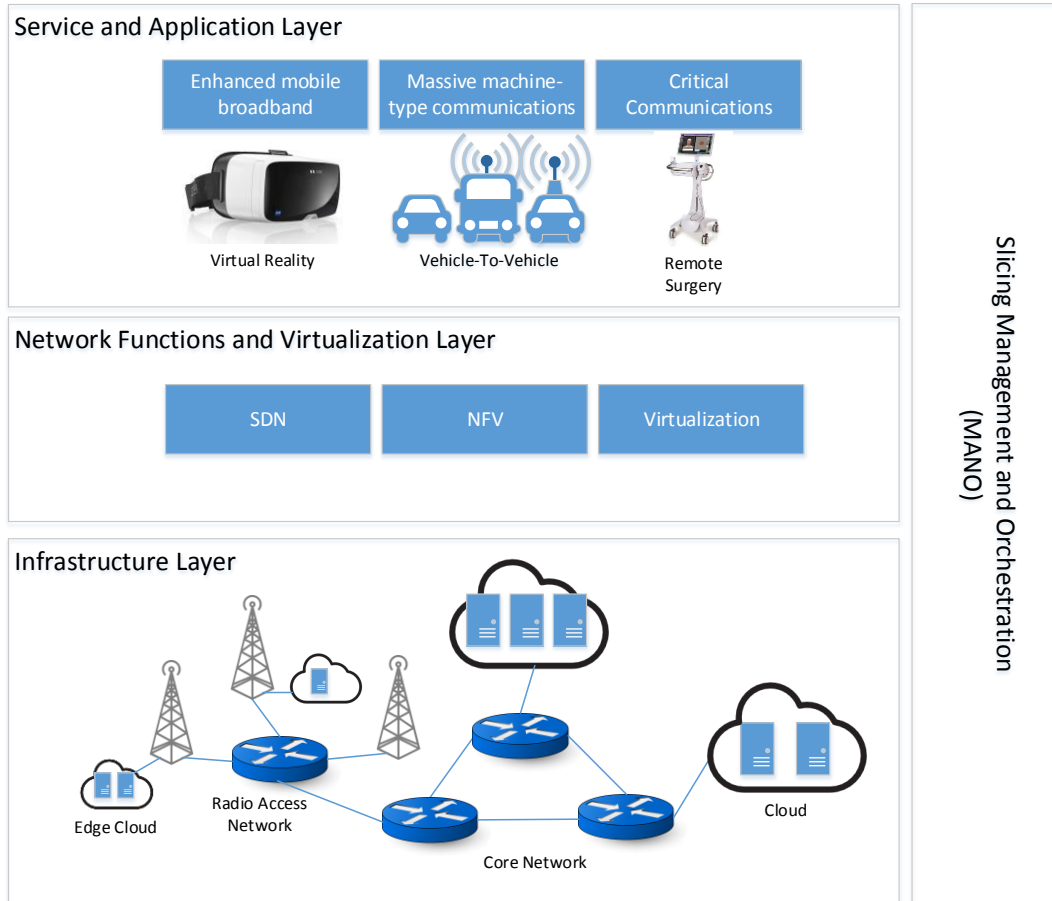 Service and Application Layer
Enhanced mobile
broadband
Massive machine-
type communications
Critical
Communications
Virtual Reality
Vehicle-To-Vehicle
Remote
Surgery
Network Functions and Virtualization Layer
SDN
NFV
Virtualization
Infrastructure Layer
Edge Cloud
Radio Access
Network
Core Network
Cloud
Slicing Management and Orchestration
(MANO)